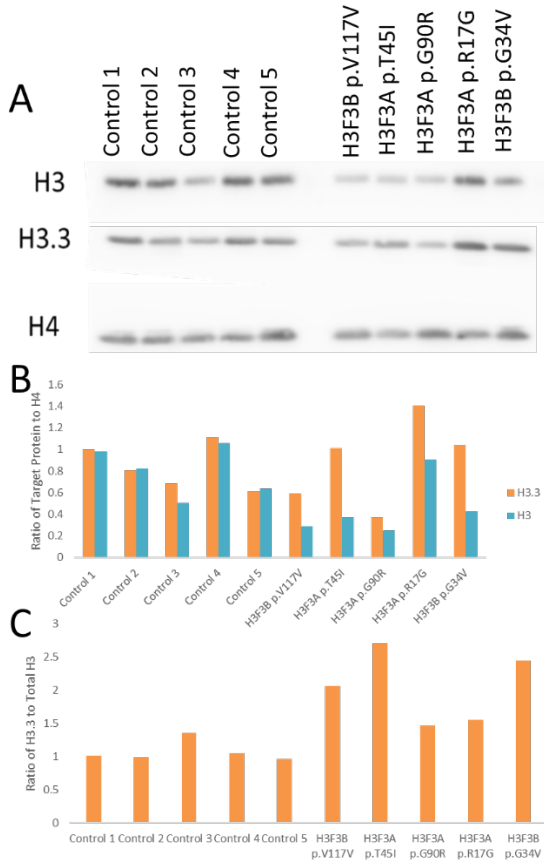 A
Control 1
Control 2
Control 3
Control 4
Control 5
H3F3B p.V117V
H3F3A p.T45I
H3F3A p.G90R
H3F3A p.R17G
H3F3B p.G34V
H3
H3.3
H4
B
Ratio of Target Protein to H4
1.6
1.4
1.2
1
0.8
0.6
0.4
0.2
0
Control 1
Control 2
Control 3
Control 4
Control 5
H3F3B p.V117V
H3F3A p.T45I
H3F3A p.G90R
H3F3A p.R17G
H3F3B p.G34V
H3.3
H3
C
Ratio of H3.3 to Total H3
3
2.5
2
1.5
1
0.5
0
Control 1
Control 2
Control 3
Control 4
Control 5
H3F3B
p.V117V
H3F3A
p.T45I
H3F3A
p.G90R
H3F3A
p.R17G
H3F3B
p.G34V